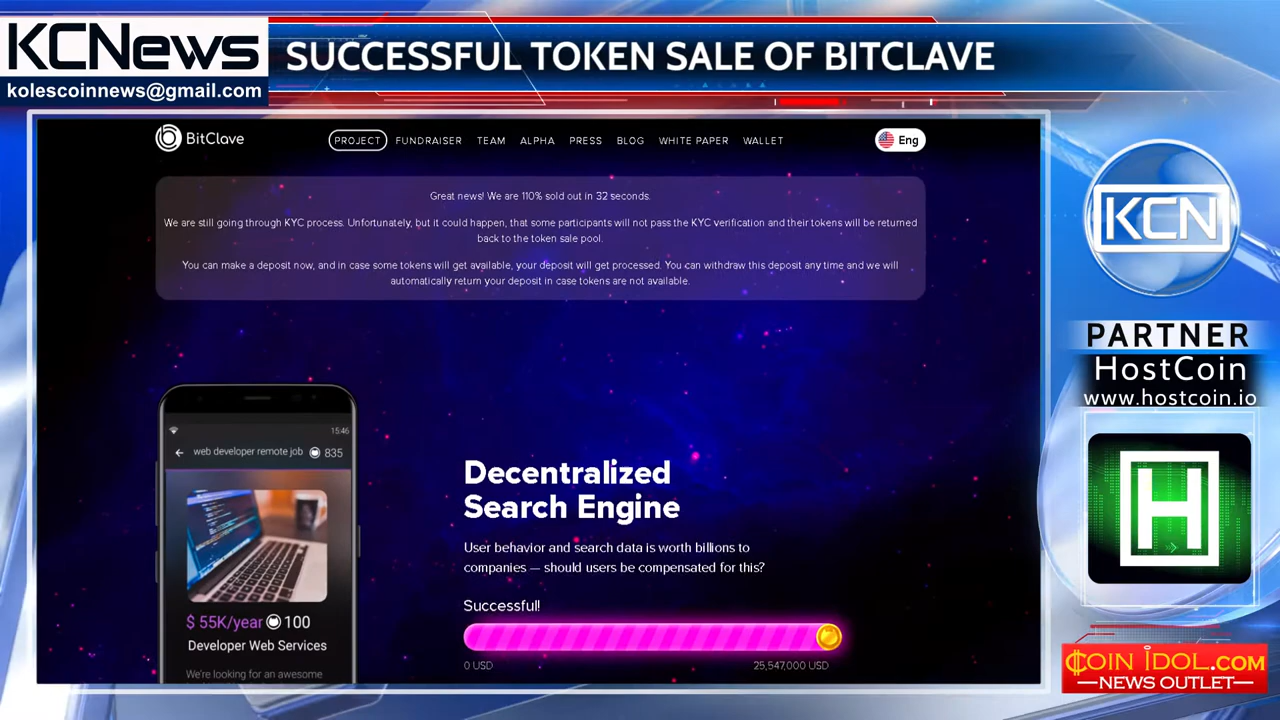 KCNews
kolescoinnews@gmail.com
SUCCESSFUL TOKEN SALE OF BITCLAVE
BitClave
PROJECT FUNDRAISER TEAM ALPHA PRESS BLOG WHITE PAPER WALLET
Eng
Great news! We are 110% sold out in 32 seconds.
We are still going through KYC process. Unfortunately, but it could happen, that some participants will not pass the KYC verification and their tokens will be returned
back to the token sale pool.
You can make a deposit now, and in case some tokens will get available, your deposit will get processed. You can withdraw this deposit any time and we will
automatically return your deposit in case tokens are not available.
15:46
web developer remote job 835
$ 55K/year 100
Developer Web Services
We're looking for an awesome
Decentralized
Search Engine
User behavior and search data is worth billions to
companies — should users be compensated for this?
Successful!
0 USD 25,547,000 USD
KCN
PARTNER
HostCoin
www.hostcoin.io
H
COIN IDOL.COM
—NEWS OUTLET—